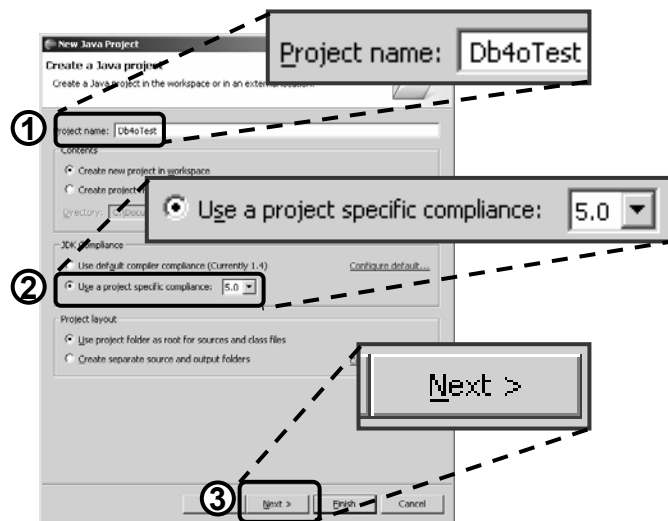 New Java Project
Create a Java project
Create a Java project in the workspace or in an external location.
Project name: Db4oTest
1
Project name: Db4oTest
Contents
Create new project in workspace
Create project
Directory:
Use a project specific compliance: 5.0
JDK Compliance
Use default compiler compliance (Currently 1.4)
Configure default...
2
Use a project specific compliance: 5.0
Project layout
Use project folder as root for sources and class files
Create separate source and output folders
Next >
3
Next >
Finish
Cancel